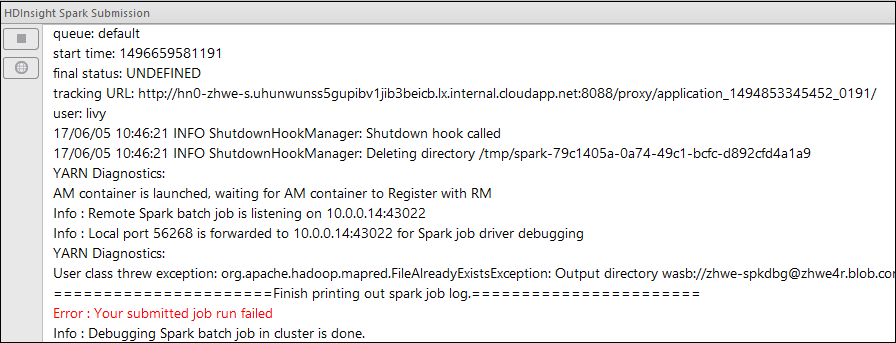 HDInsight Spark Submission
queue: default
start time: 1496659581191
final status: UNDEFINED
tracking URL: http://hn0-zhwe-s.uhunwunss5gupibv1jib3beicb.lx.internal.cloudapp.net:8088/proxy/application_1494853345452_0191/
user: livy
17/06/05 10:46:21 INFO ShutdownHookManager: Shutdown hook called
17/06/05 10:46:21 INFO ShutdownHookManager: Deleting directory /tmp/spark-79c1405a-0a74-49c1-bcfc-d892cfd4a1a9
YARN Diagnostics:
AM container is launched, waiting for AM container to Register with RM
Info : Remote Spark batch job is listening on 10.0.0.14:43022
Info : Local port 56268 is forwarded to 10.0.0.14:43022 for Spark job driver debugging
YARN Diagnostics:
User class threw exception: org.apache.hadoop.mapred.FileAlreadyExistsException: Output directory wasb://zhwe-spkdbg@zhwe4r.blob.cor
======================Finish printing out spark job log.=======================
Error : Your submitted job run failed
Info : Debugging Spark batch job in cluster is done.